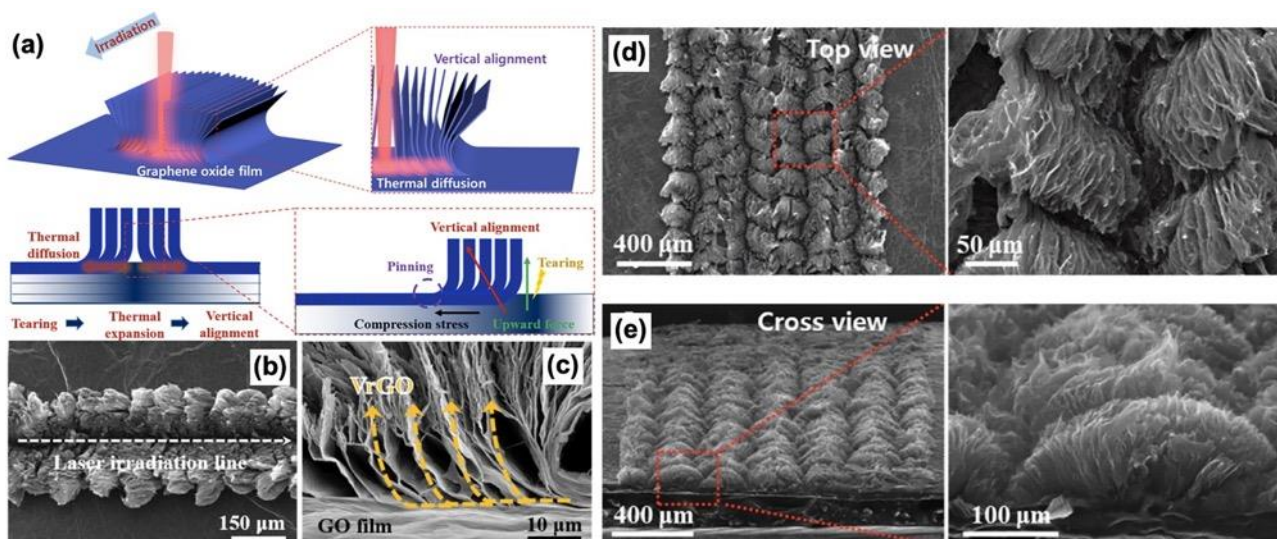 (a)
Irradiation
Graphene oxide film
Vertical alignment
Thermal diffusion
Thermal
diffusion
Tearing
Thermal
expansion
Vertical
alignment
Vertical alignment
Pinning
Tearing
Compression stress
Upward force
(b)
Laser irradiation line
150 μm
(c)
VrGO
GO film
10 μm
(d)
Top view
400 μm
50 μm
(e)
Cross view
400 μm
100 μm